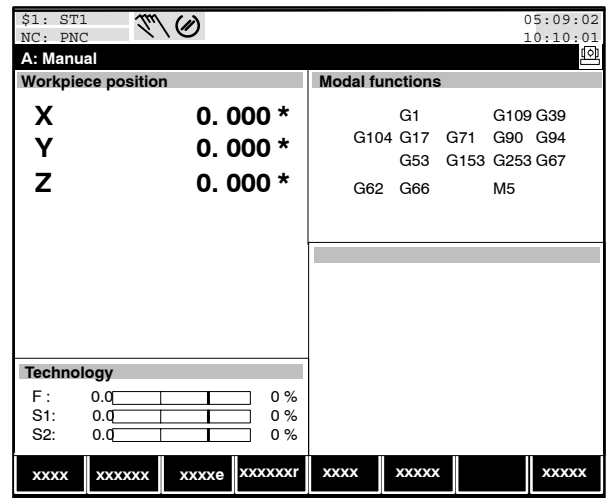 $1: ST1 05:09:02
NC: PNC 10:10:01
A: Manual
Workpiece position
X 0. 000 *
Y 0. 000 *
Z 0. 000 *
Modal functions
G1 G109 G39
G104 G17 G71 G90 G94
G53 G153 G253 G67
G62 G66 M5
Technology
F : 0.0 0 %
S1: 0.0 0 %
S2: 0.0 0 %
xxxx xxxxxx xxxxe xxxxxxr xxxx xxxxx xxxxx